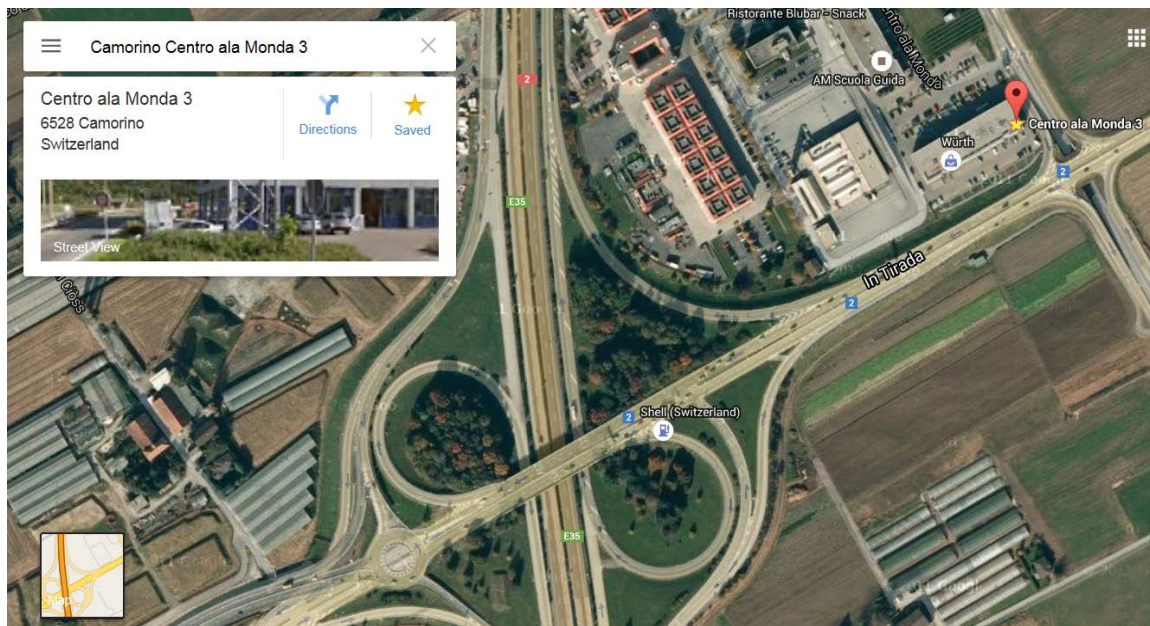 Camorino Centro ala Monda 3
Centro ala Monda 3
6528 Camorino
Switzerland
Directions
Saved
Street View
Ristorante Blubar - Snack
Centro ala Mondo
AM Scuola Guida
Centro ala Monda 3
Würth
2
2
E35
In Tirada
2
2
Shell (Switzerland)
E35
Map